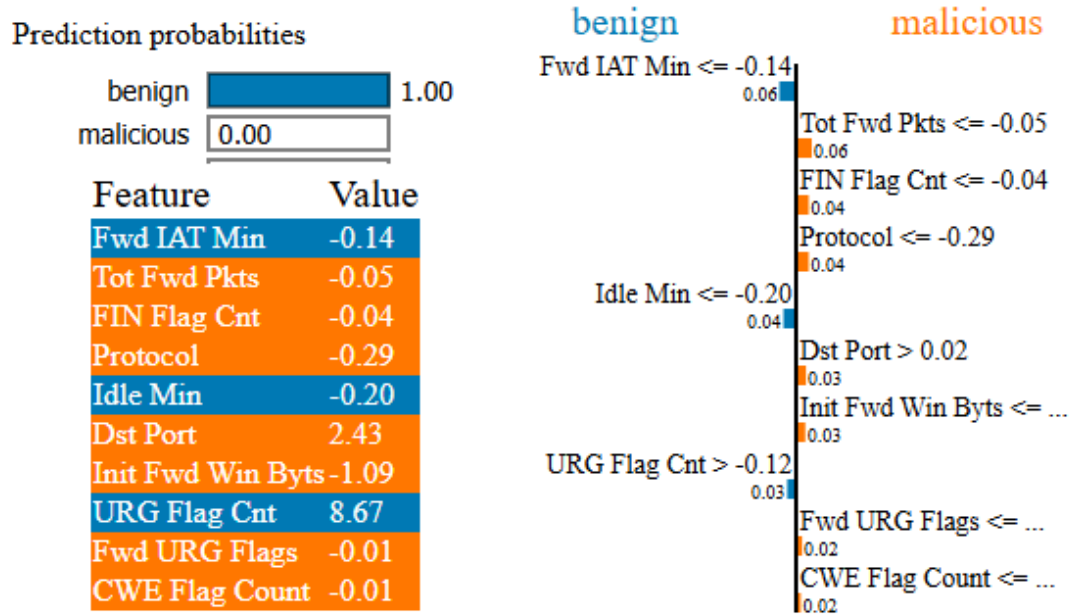 Prediction probabilities
benign 1.00
malicious 0.00
Feature Value
Fwd IAT Min -0.14
Tot Fwd Pkts -0.05
FIN Flag Cnt -0.04
Protocol -0.29
Idle Min -0.20
Dst Port 2.43
Init Fwd Win Byts -1.09
URG Flag Cnt 8.67
Fwd URG Flags -0.01
CWE Flag Count -0.01
benign malicious
Fwd IAT Min <= -0.14
0.06
Tot Fwd Pkts <= -0.05
0.06
FIN Flag Cnt <= -0.04
0.04
Protocol <= -0.29
0.04
Idle Min <= -0.20
0.04
Dst Port > 0.02
0.03
Init Fwd Win Byts <= ...
0.03
URG Flag Cnt > -0.12
0.03
Fwd URG Flags <= ...
0.02
CWE Flag Count <= ...
0.02